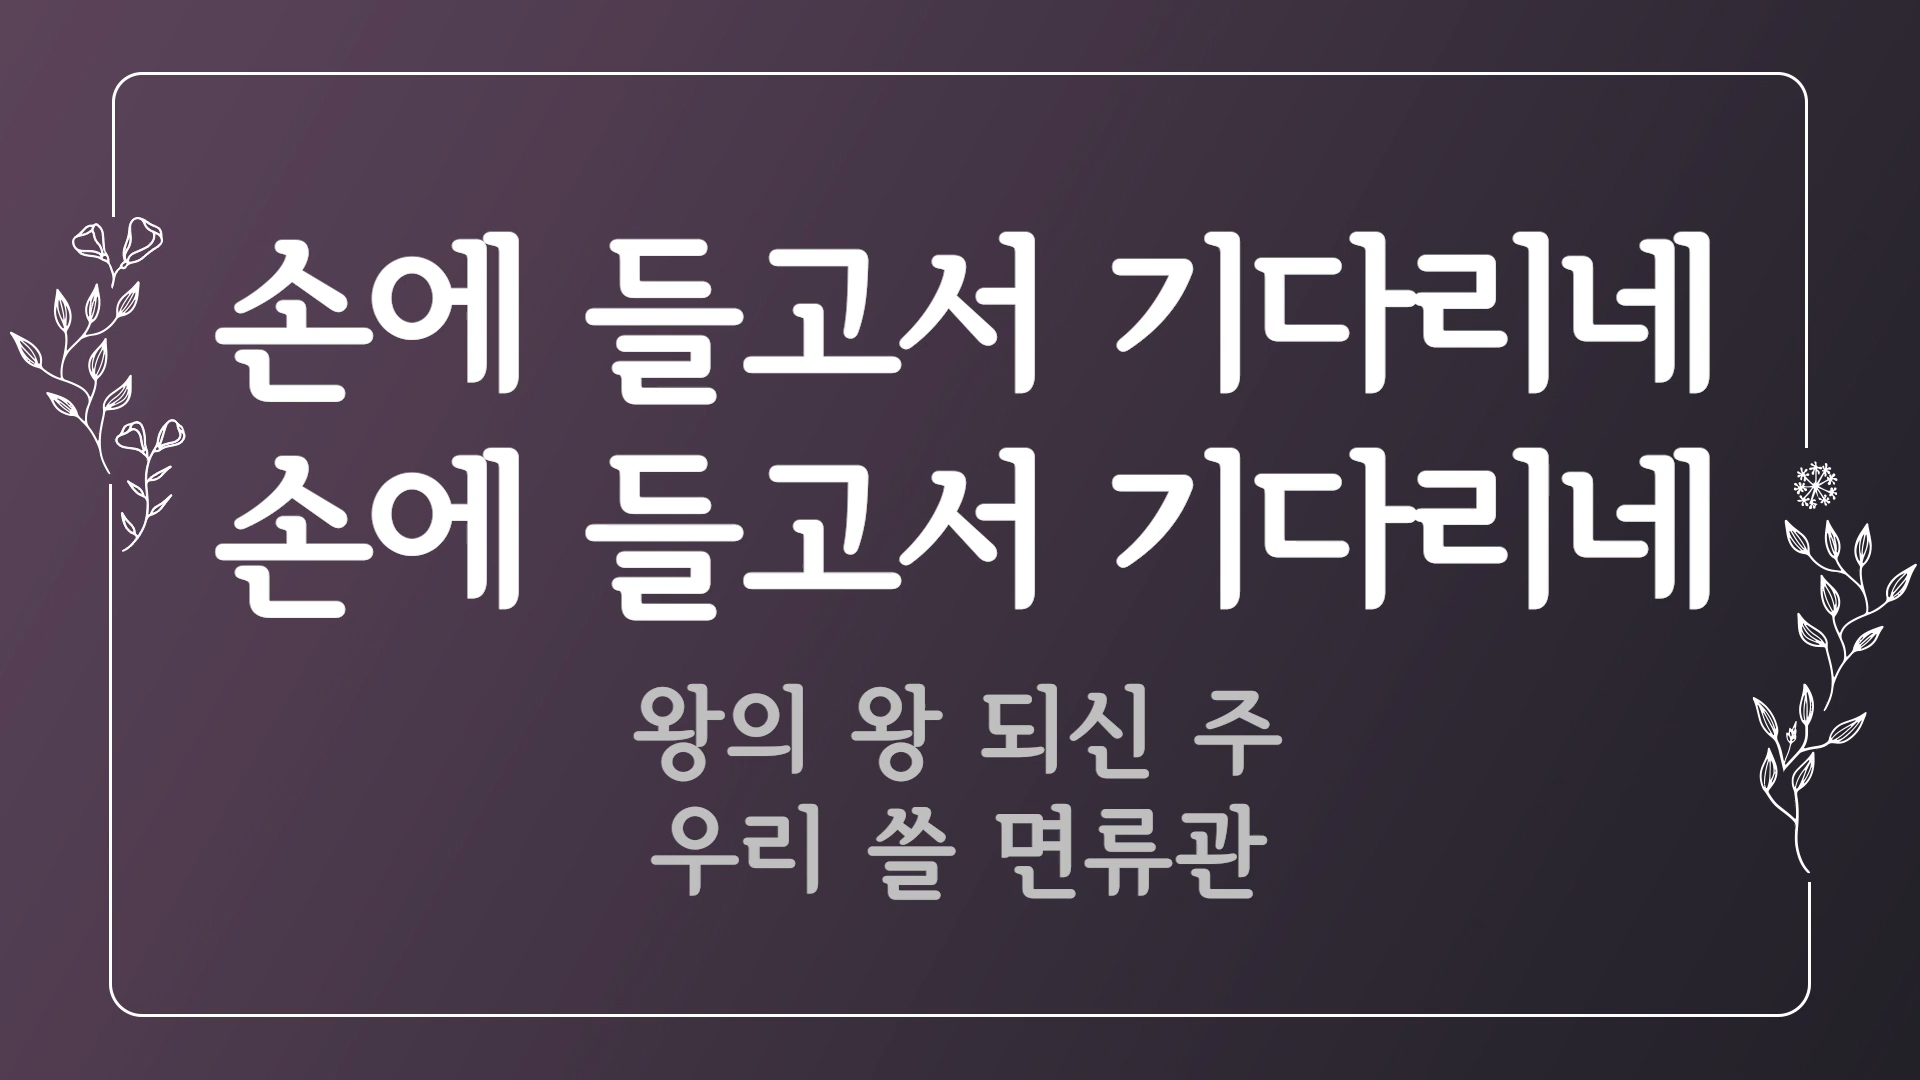 손에 들고서 기다리네
손에 들고서 기다리네
왕의 왕 되신 주
우리 쓸 면류관